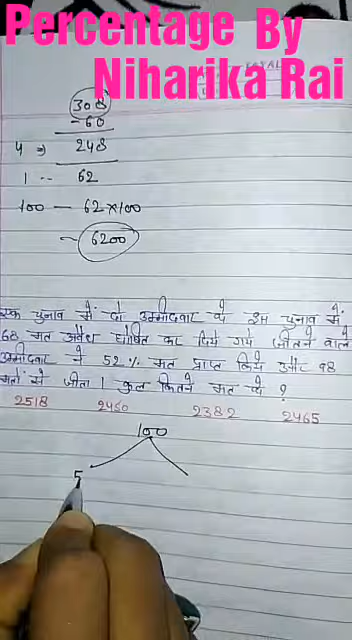 Percentage By
Niharika Rai
308
- 60
4 ⇒ 248
1 -- 62
100 — 62×100
- 6200
एक चुनाव में दो उम्मीदवार थे इस चुनाव में
68 मत अवैध घोषित कर दिये गये जीतने वाले
उम्मीदवार ने 52% मत प्राप्त किये और 98
मतों से जीता। कुल कितने मत थे ?
2518 2450 2382 2465
100
5